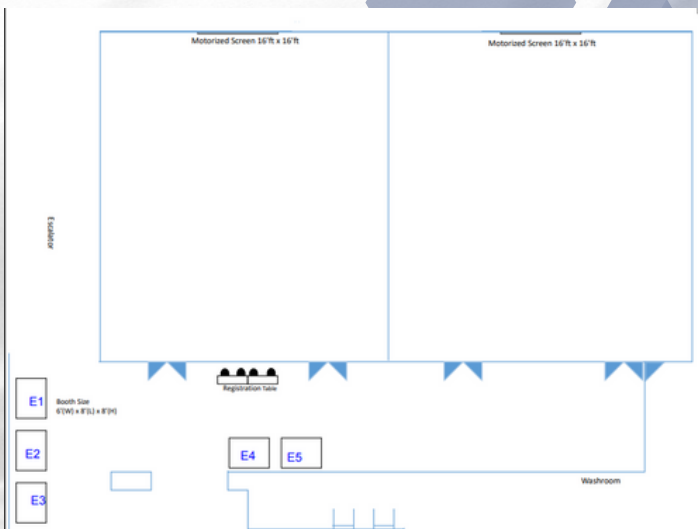 Motorized Screen 16'ft x 16'ft
Motorized Screen 16'ft x 16'ft
Escalator
Registration Table
E1
Booth Size
6'(W) x 8'(L) x 8'(H)
E2
E4
E5
Washroom
E3